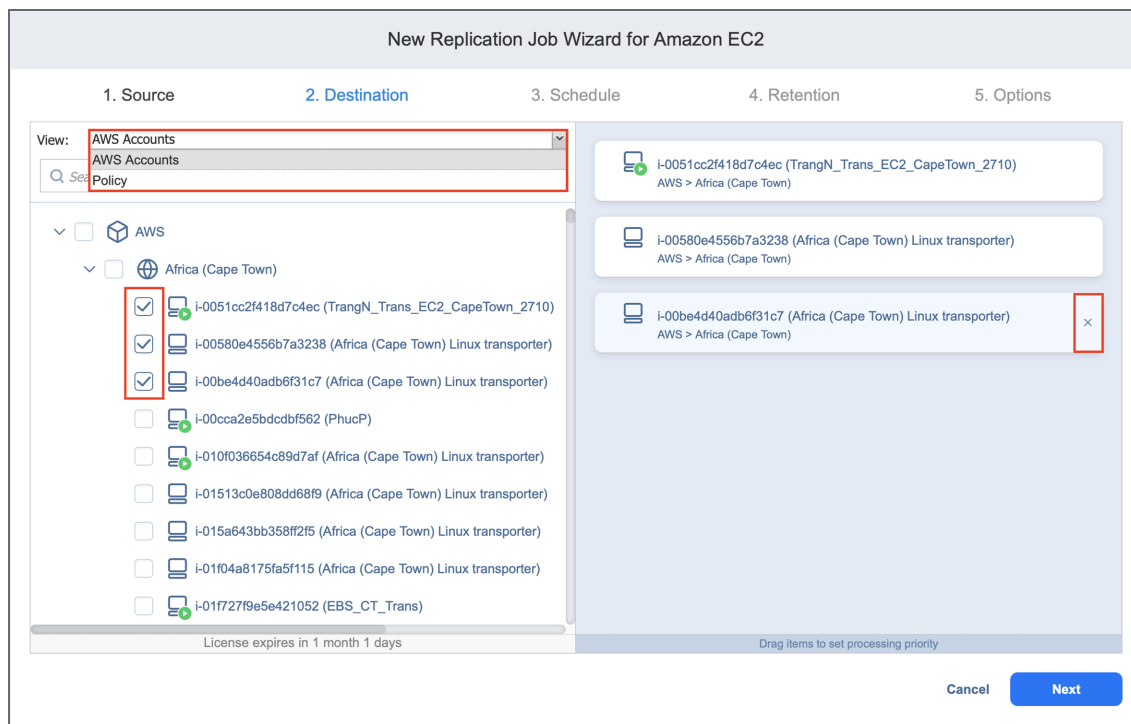 New Replication Job Wizard for Amazon EC2
1. Source
2. Destination
3. Schedule
4. Retention
5. Options
View:
AWS Accounts
AWS Accounts
Sea
Policy
AWS
Africa (Cape Town)
i-0051cc2f418d7c4ec (TrangN_Trans_EC2_CapeTown_2710)
i-00580e4556b7a3238 (Africa (Cape Town) Linux transporter)
i-00be4d40adb6f31c7 (Africa (Cape Town) Linux transporter)
i-00cca2e5bdcdbf562 (PhucP)
i-010f036654c89d7af (Africa (Cape Town) Linux transporter)
i-01513c0e808dd68f9 (Africa (Cape Town) Linux transporter)
i-015a643bb358ff2f5 (Africa (Cape Town) Linux transporter)
i-01f04a8175fa5f115 (Africa (Cape Town) Linux transporter)
i-01f727f9e5e421052 (EBS_CT_Trans)
License expires in 1 month 1 days
i-0051cc2f418d7c4ec (TrangN_Trans_EC2_CapeTown_2710)
AWS > Africa (Cape Town)
i-00580e4556b7a3238 (Africa (Cape Town) Linux transporter)
AWS > Africa (Cape Town)
i-00be4d40adb6f31c7 (Africa (Cape Town) Linux transporter)
AWS > Africa (Cape Town)
Drag items to set processing priority
Cancel
Next